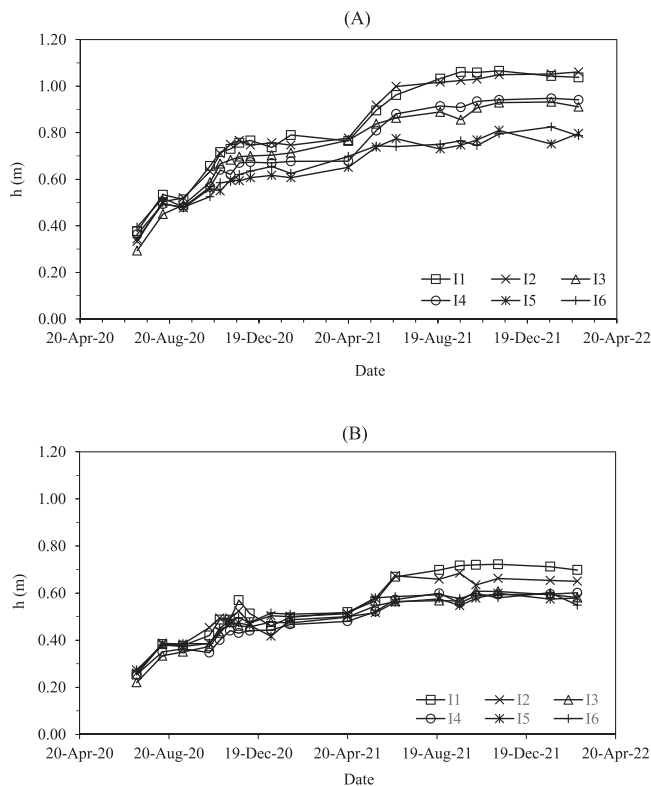 (A)
1.20
1.00
0.80
0.60
0.40
0.20
0.00
h (m)
I1 I2 I3
I4 I5 I6
20-Apr-20 20-Aug-20 19-Dec-20 20-Apr-21 19-Aug-21 19-Dec-21 20-Apr-22
Date
(B)
1.20
1.00
0.80
0.60
0.40
0.20
0.00
h (m)
I1 I2 I3
I4 I5 I6
20-Apr-20 20-Aug-20 19-Dec-20 20-Apr-21 19-Aug-21 19-Dec-21 20-Apr-22
Date